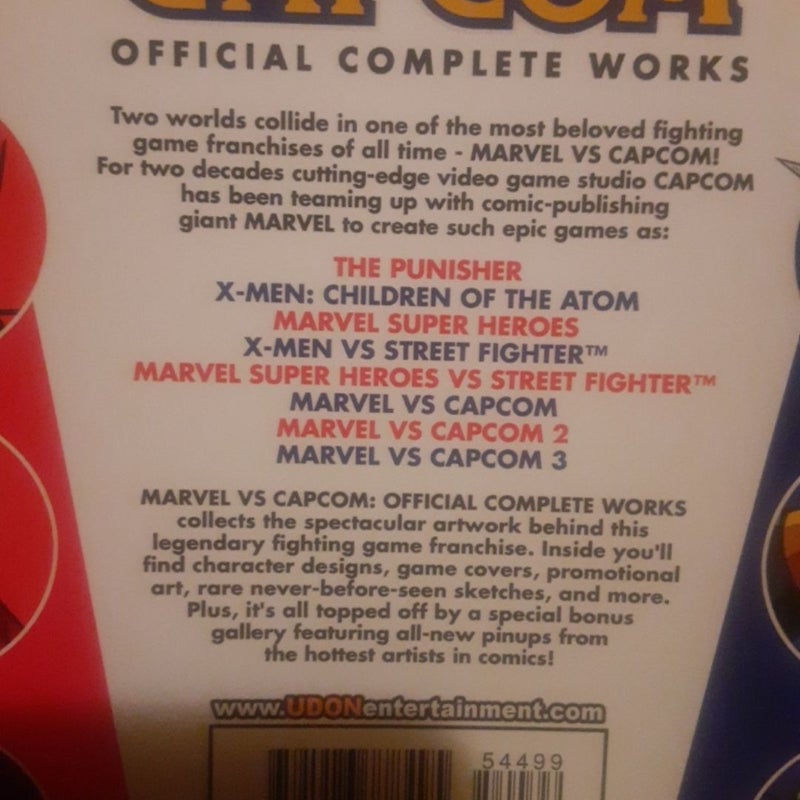 CAPCOM
OFFICIAL COMPLETE WORKS
Two worlds collide in one of the most beloved fighting
game franchises of all time - MARVEL VS CAPCOM!
For two decades cutting-edge video game studio CAPCOM
has been teaming up with comic-publishing
giant MARVEL to create such epic games as:
THE PUNISHER
X-MEN: CHILDREN OF THE ATOM
MARVEL SUPER HEROES
X-MEN VS STREET FIGHTER™
MARVEL SUPER HEROES VS STREET FIGHTER™
MARVEL VS CAPCOM
MARVEL VS CAPCOM 2
MARVEL VS CAPCOM 3
MARVEL VS CAPCOM: OFFICIAL COMPLETE WORKS
collects the spectacular artwork behind this
legendary fighting game franchise. Inside you'll
find character designs, game covers, promotional
art, rare never-before-seen sketches, and more.
Plus, it's all topped off by a special bonus
gallery featuring all-new pinups from
the hottest artists in comics!
www.UDONentertainment.com
54499